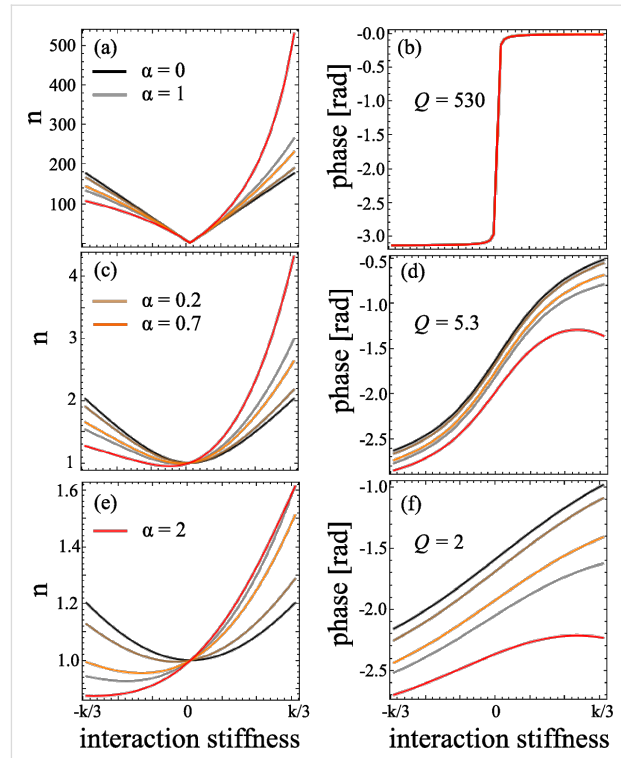 (a)
α = 0
α = 1
n
500
400
300
200
100
(b)
Q = 530
phase [rad]
-0.0
-0.5
-1.0
-1.5
-2.0
-2.5
-3.0
(c)
α = 0.2
α = 0.7
n
4
3
2
1
(d)
Q = 5.3
phase [rad]
-0.5
-1.0
-1.5
-2.0
-2.5
(e)
α = 2
n
1.6
1.4
1.2
1.0
-k/3
0
k/3
interaction stiffness
(f)
Q = 2
phase [rad]
-1.0
-1.5
-2.0
-2.5
-k/3
0
k/3
interaction stiffness